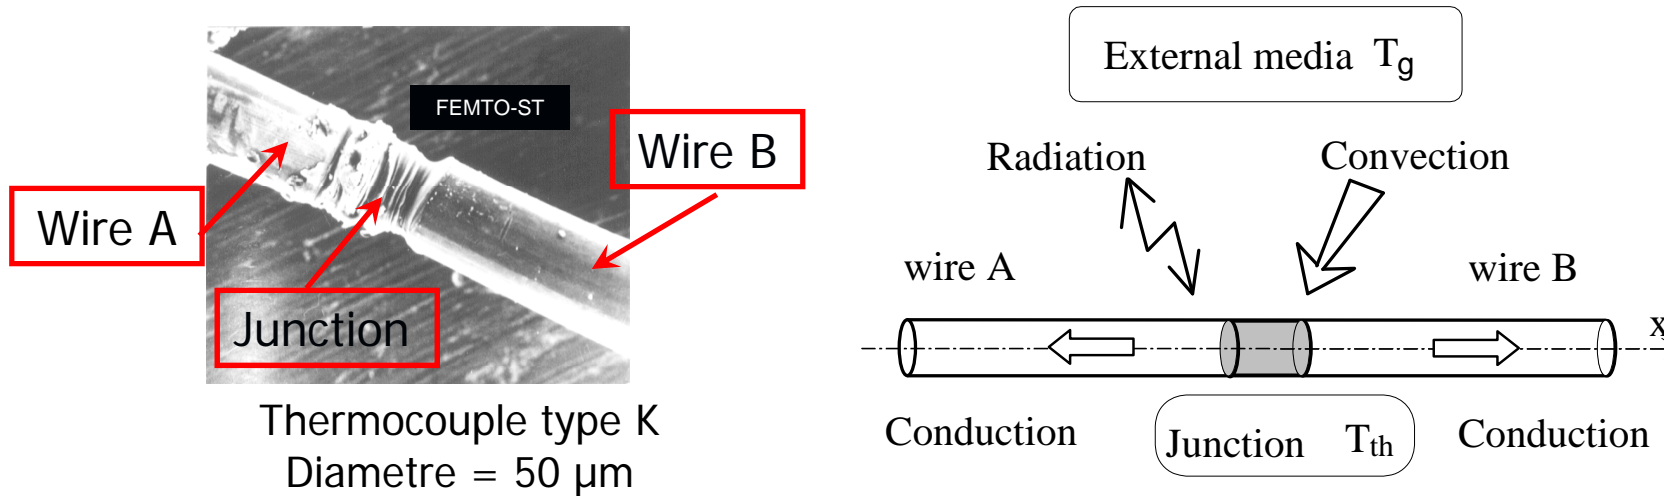 FEMTO-ST
Wire A
Wire B
Junction
Thermocouple type K
Diametre = 50 µm
External media Tg
Radiation
Convection
wire A
wire B
x
Conduction
Junction Tth
Conduction